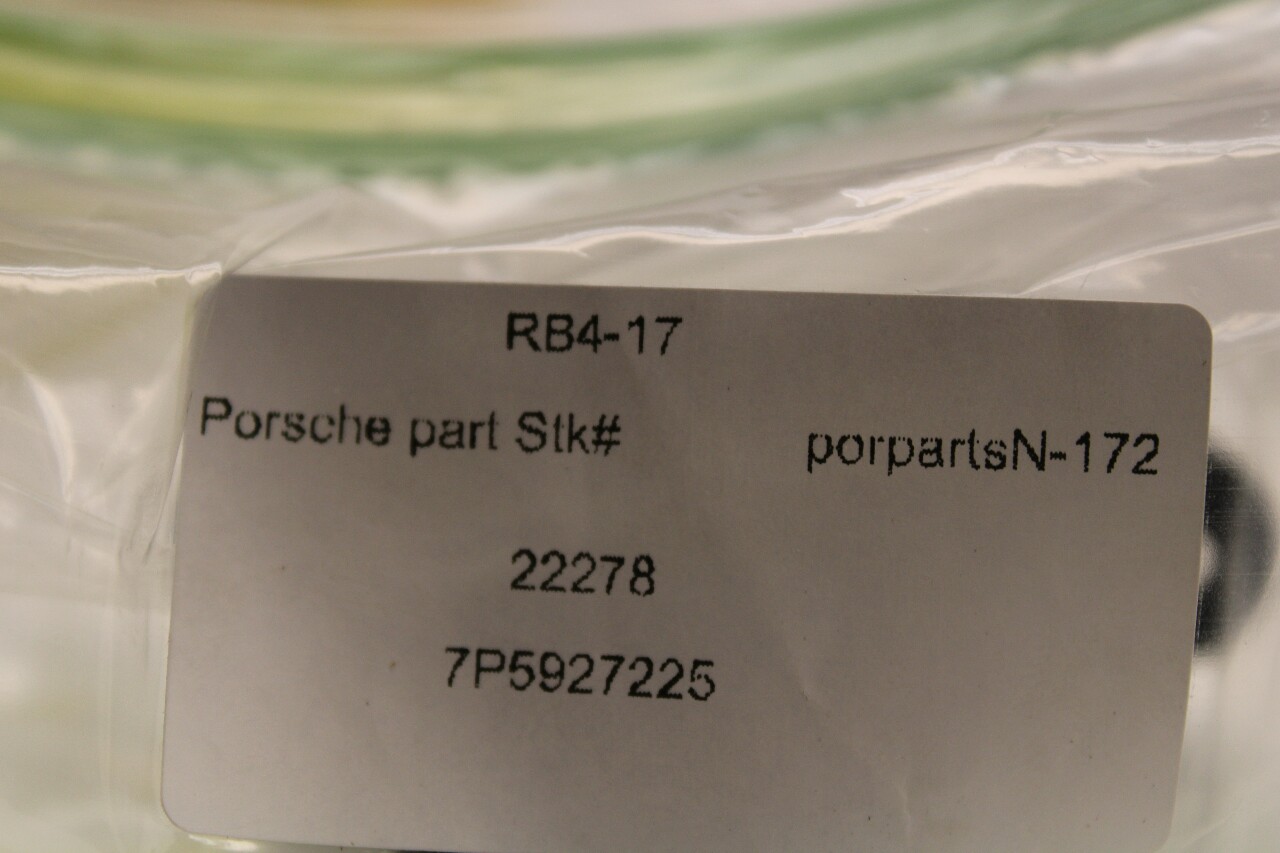 RB4-17
Porsche part Stk# porpartsN-172
22278
7P5927225